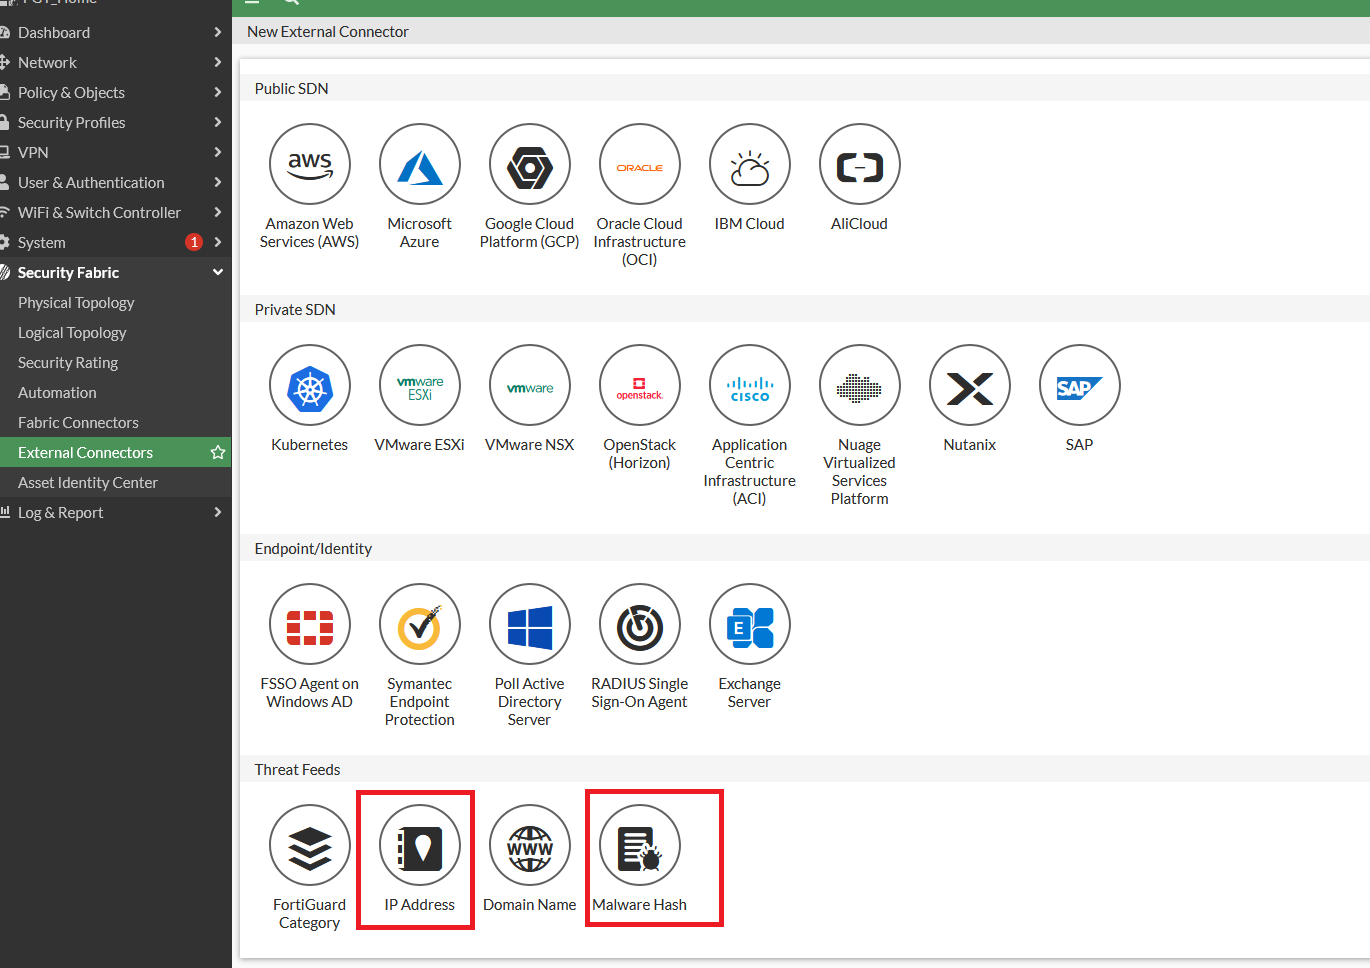 Dashboard
Network
Policy & Objects
Security Profiles
VPN
User & Authentication
WiFi & Switch Controller
System 1
Security Fabric
Physical Topology
Logical Topology
Security Rating
Automation
Fabric Connectors
External Connectors
Asset Identity Center
Log & Report
New External Connector
Public SDN
aws
ORACLE
Amazon Web
Services (AWS)
Microsoft
Azure
Google Cloud
Platform (GCP)
Oracle Cloud
Infrastructure
(OCI)
IBM Cloud
AliCloud
Private SDN
vmware
ESXi
vmware
openstack.
CISCO
SAP
Kubernetes
VMware ESXi
VMware NSX
OpenStack
(Horizon)
Application
Centric
Infrastructure
(ACI)
Nuage
Virtualized
Services
Platform
Nutanix
SAP
Endpoint/Identity
E
FSSO Agent on
Windows AD
Symantec
Endpoint
Protection
Poll Active
Directory
Server
RADIUS Single
Sign-On Agent
Exchange
Server
Threat Feeds
WWW
FortiGuard
Category
IP Address
Domain Name
Malware Hash